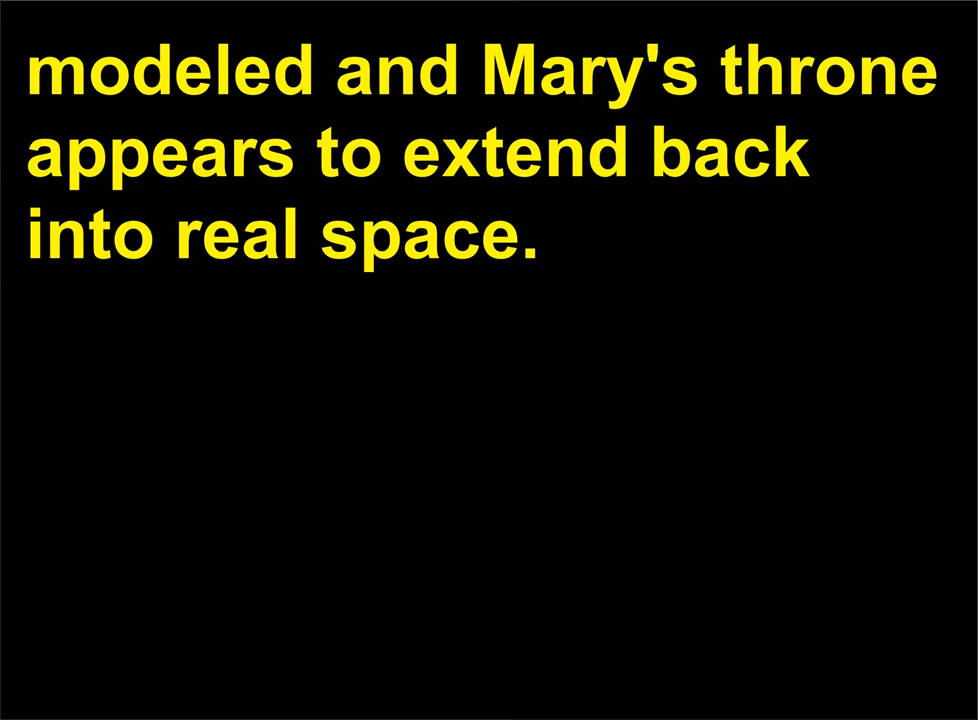 modeled and Mary's throne
appears to extend back
into real space.